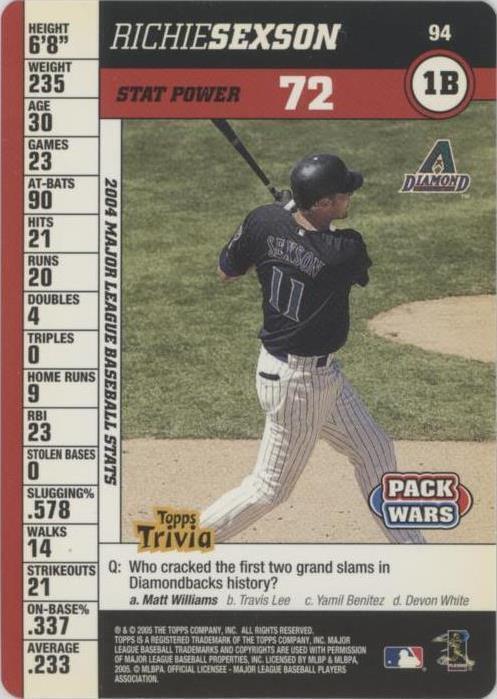 RICHIESEXSON
94
STAT POWER 72
1B
HEIGHT
6'8"
WEIGHT
235
AGE
30
GAMES
23
AT-BATS
90
HITS
21
RUNS
20
DOUBLES
4
TRIPLES
0
HOME RUNS
9
RBI
23
STOLEN BASES
0
SLUGGING%
.578
WALKS
14
STRIKEOUTS
21
ON-BASE%
.337
AVERAGE
.233
2004 MAJOR LEAGUE BASEBALL STATS
A
DIAMOND
TM
SEXSON
11
PACK
WARS
Topps
Trivia
Q: Who cracked the first two grand slams in
Diamondbacks history?
a. Matt Williams b. Travis Lee c. Yamil Benitez d. Devon White
® & © 2005 THE TOPPS COMPANY, INC. ALL RIGHTS RESERVED.
TOPPS IS A REGISTERED TRADEMARK OF THE TOPPS COMPANY, INC. MAJOR
LEAGUE BASEBALL TRADEMARKS AND COPYRIGHTS ARE USED WITH PERMISSION
OF MAJOR LEAGUE BASEBALL PROPERTIES, INC. LICENSED BY MLBP & MLBPA,
2005. © MLBPA. OFFICIAL LICENSEE - MAJOR LEAGUE BASEBALL PLAYERS
ASSOCIATION.